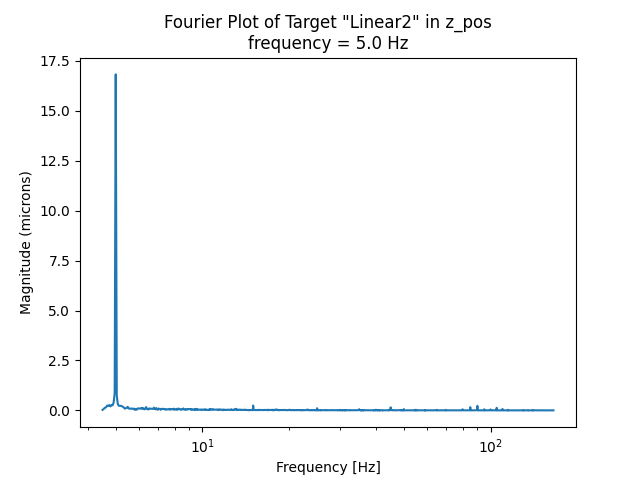 Fourier Plot of Target "Linear2" in z_pos
frequency = 5.0 Hz
17.5
15.0
12.5
10.0
7.5
5.0
2.5
0.0
Magnitude (microns)
10¹
10²
Frequency [Hz]